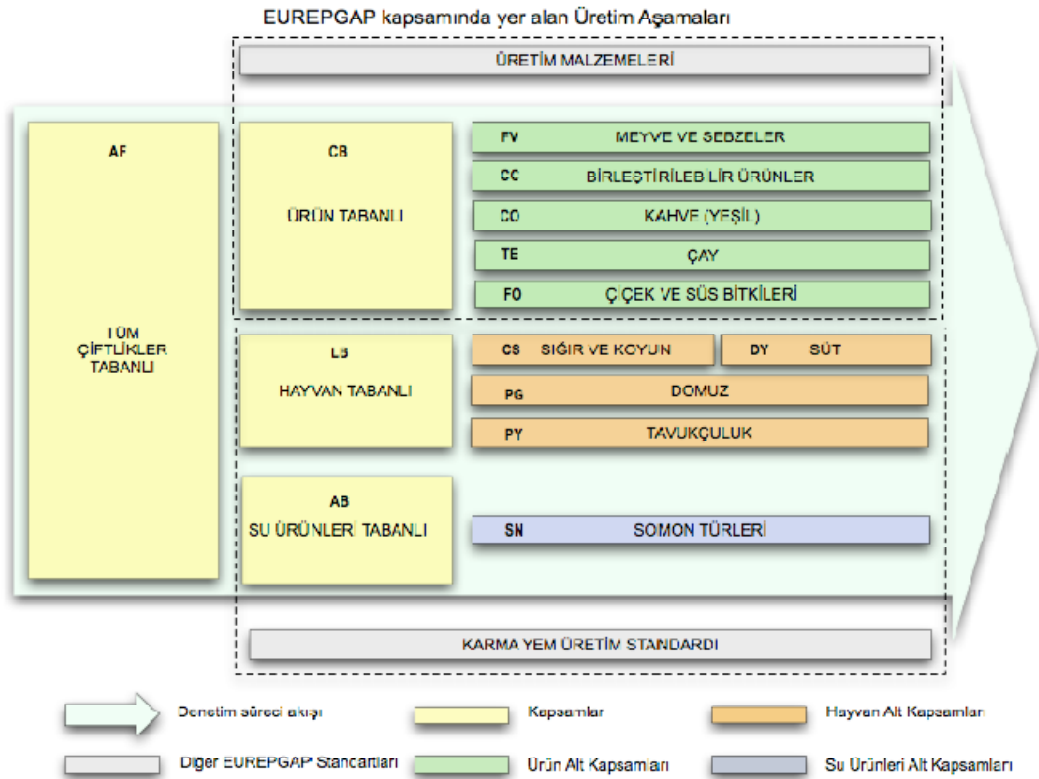 EUREPGAP kapsamında yer alan Üretim Aşamaları
ÜRETİM MALZEMELERİ
AF
TÜM
ÇİFTLİKLER
TABANLI
CB
ÜRÜN TABANLI
FV MEYVE VE SEBZELER
CC BİRLEŞTİRİLEBİLİR ÜRÜNLER
CO KAHVE (YEŞİL)
TE ÇAY
FO ÇİÇEK VE SÜS BİTKİLERİ
LB
HAYVAN TABANLI
CS SIĞIR VE KOYUN
DY SÜT
PG DOMUZ
PY TAVUKÇULUK
AB
SU ÜRÜNLERİ TABANLI
SN SOMON TÜRLERİ
KARMA YEM ÜRETİM STANDARDI
Denetim süreci akışı
Kapsamlar
Hayvan Alt Kapsamları
Diğer EUREPGAP Standartları
Ürün Alt Kapsamları
Su Ürünleri Alt Kapsamları